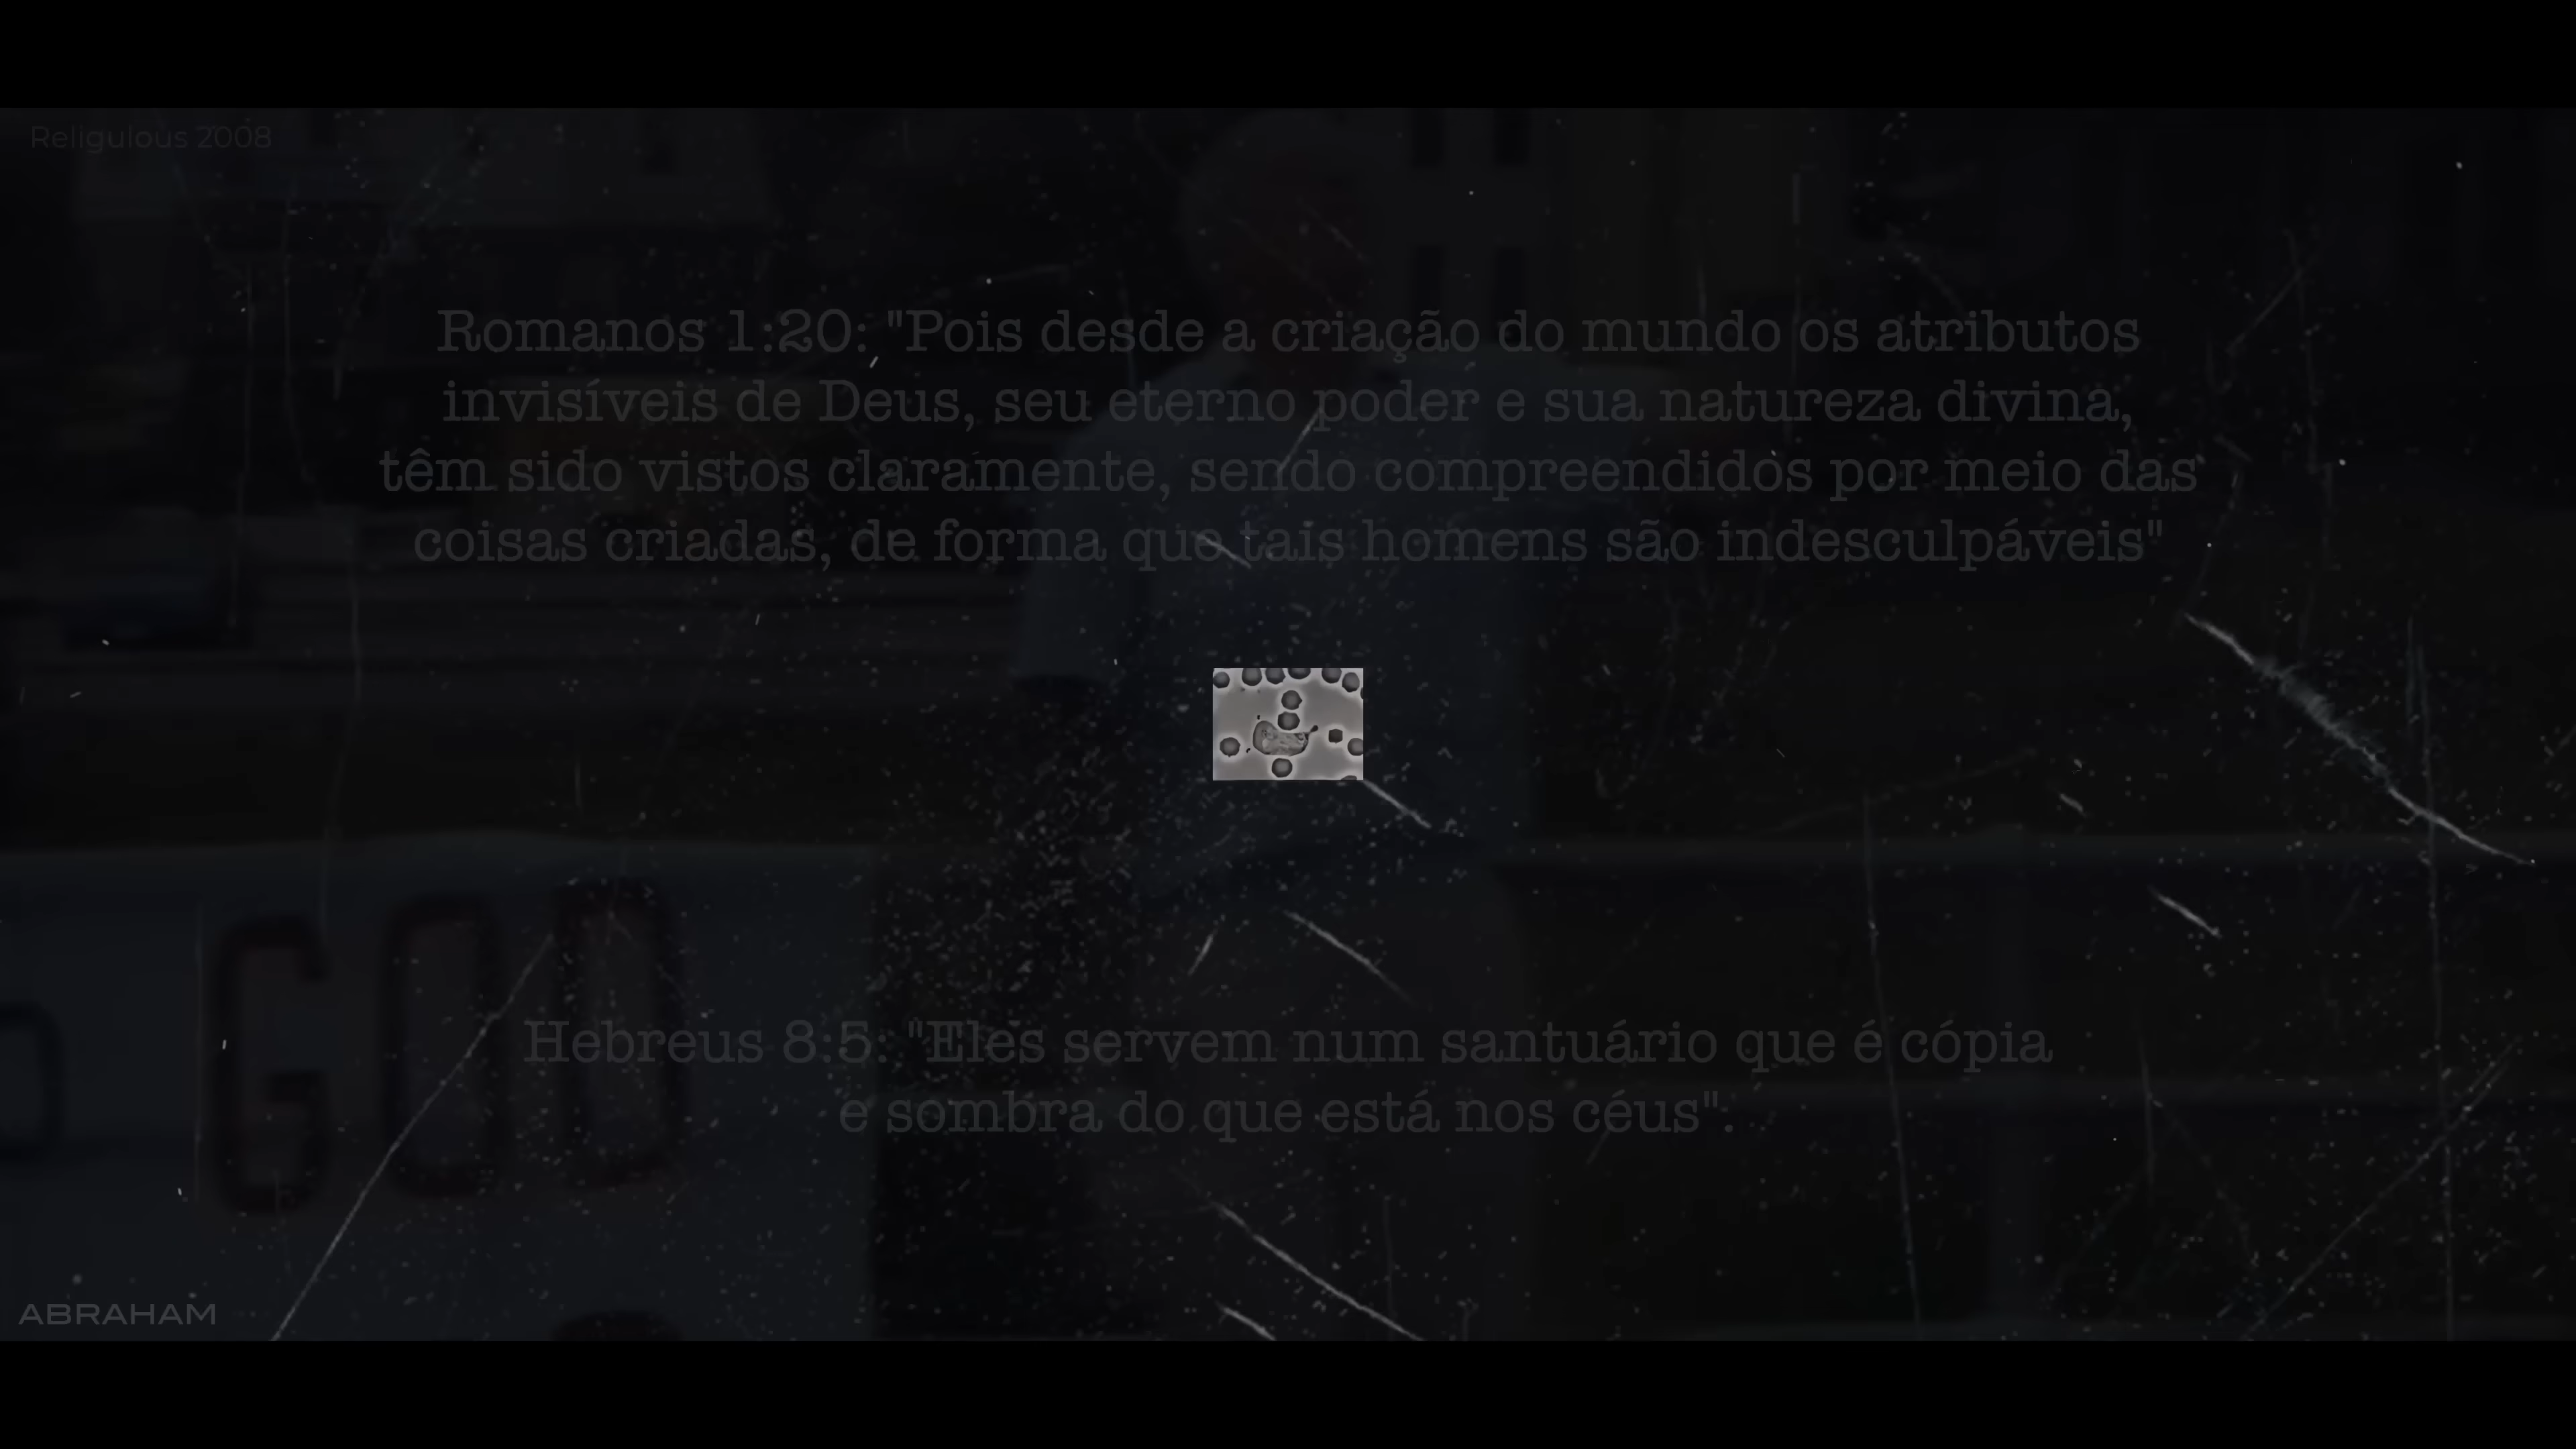 Religulous 2008
Romanos 1:20: "Pois desde a criação do mundo os atributos
invisíveis de Deus, seu eterno poder e sua natureza divina,
têm sido vistos claramente, sendo compreendidos por meio das
coisas criadas, de forma que tais homens são indesculpáveis"
GOD
Hebreus 8:5: "Eles servem num santuário que é cópia
e sombra do que está nos céus".
ABRAHAM